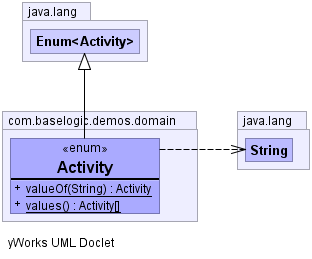 java.lang
Enum<Activity>
com.baselogic.demos.domain
«enum»
Activity
+ valueOf(String) : Activity
+ values() : Activity[]
java.lang
String
yWorks UML Doclet